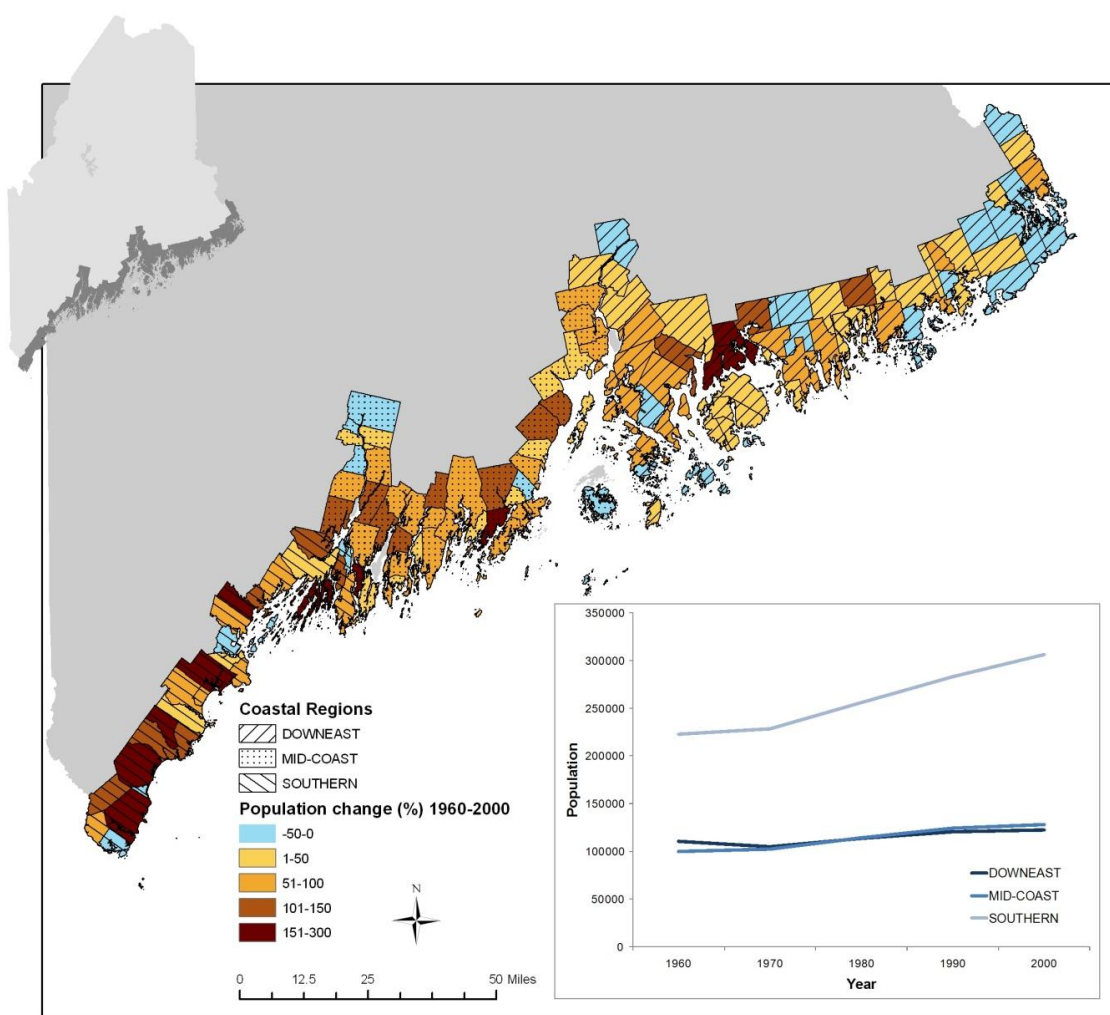 Coastal Regions
DOWNEAST
MID-COAST
SOUTHERN
Population change (%) 1960-2000
-50-0
1-50
51-100
101-150
151-300
N
0 12.5 25 50 Miles
350000
300000
250000
200000
150000
100000
50000
0
Population
1960 1970 1980 1990 2000
Year
DOWNEAST
MID-COAST
SOUTHERN